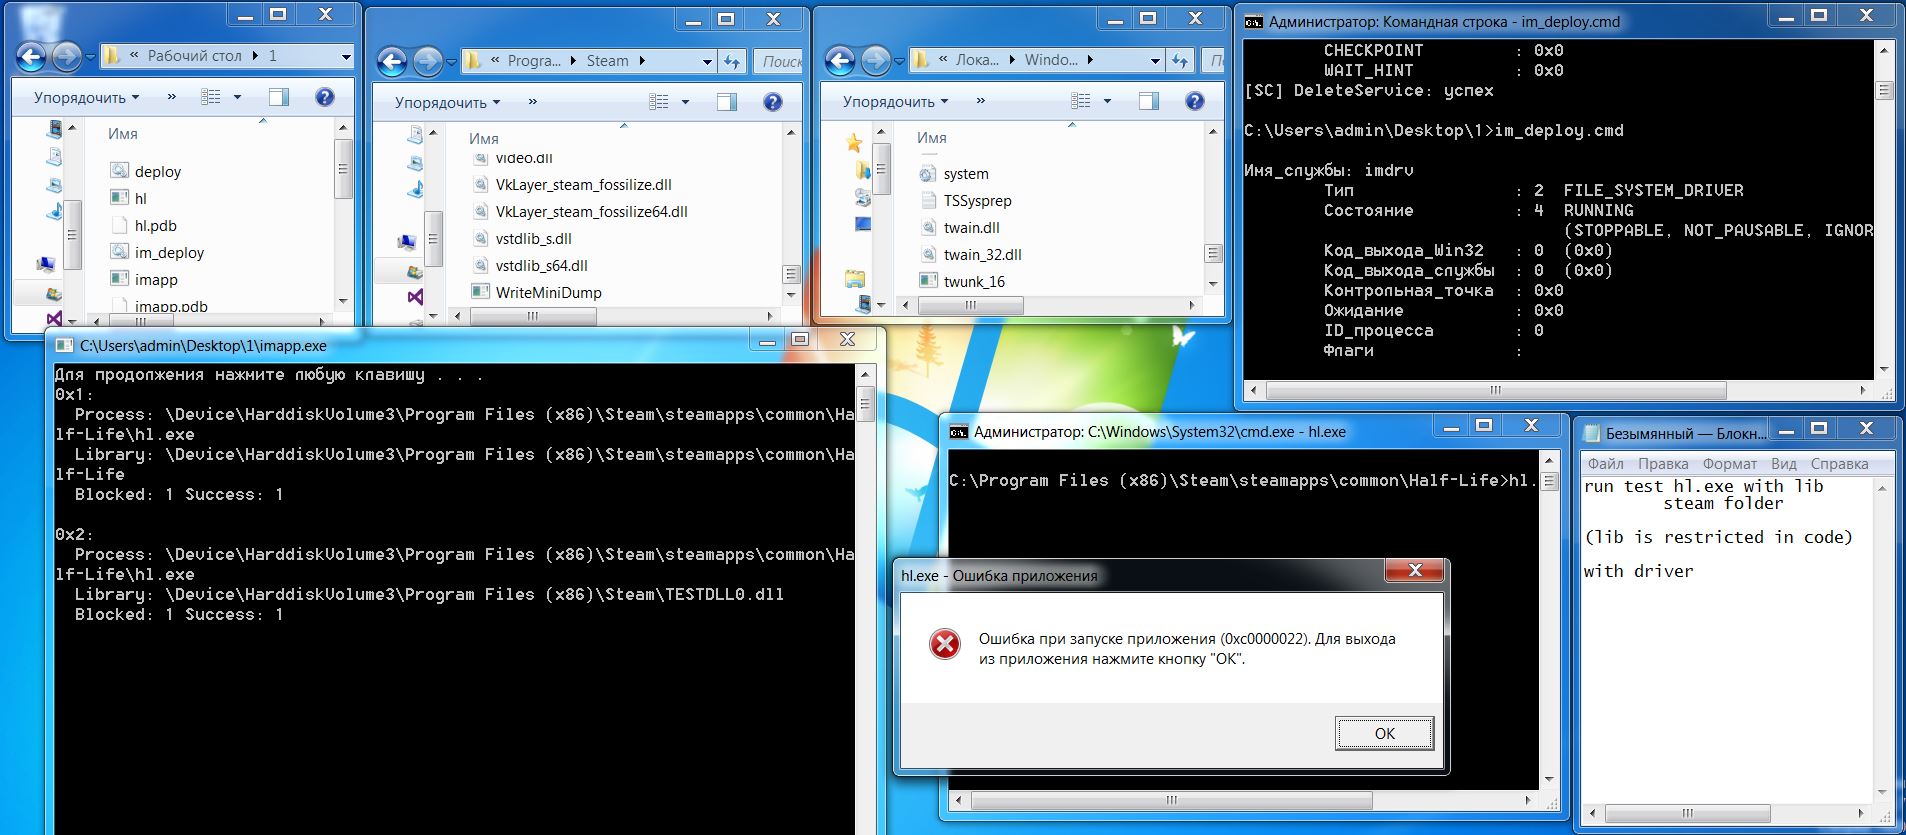 « Рабочий стол 1
Упорядочить »
Имя
deploy
hl
hl.pdb
im_deploy
imapp
imapp.pdb
« Progra... Steam
Поиск
Упорядочить »
Имя
video.dll
VkLayer_steam_fossilize.dll
VkLayer_steam_fossilize64.dll
vstdlib_s.dll
vstdlib_s64.dll
WriteMiniDump
« Лока... Windo...
Упорядочить »
Имя
system
TSSysprep
twain.dll
twain_32.dll
twunk_16
Администратор: Командная строка - im_deploy.cmd
CHECKPOINT : 0x0
WAIT_HINT : 0x0
[SC] DeleteService: успех
C:\Users\admin\Desktop\1>im_deploy.cmd
Имя_службы: imdrv
Тип : 2 FILE_SYSTEM_DRIVER
Состояние : 4 RUNNING
(STOPPABLE, NOT_PAUSABLE, IGNOR
Код_выхода_Win32 : 0 (0x0)
Код_выхода_службы : 0 (0x0)
Контрольная_точка : 0x0
Ожидание : 0x0
ID_процесса : 0
Флаги :
C:\Users\admin\Desktop\1\imapp.exe
Для продолжения нажмите любую клавишу . . .
0x1:
Process: \Device\HarddiskVolume3\Program Files (x86)\Steam\steamapps\common\Ha
lf-Life\hl.exe
Library: \Device\HarddiskVolume3\Program Files (x86)\Steam\steamapps\common\Ha
lf-Life
Blocked: 1 Success: 1
0x2:
Process: \Device\HarddiskVolume3\Program Files (x86)\Steam\steamapps\common\Ha
lf-Life\hl.exe
Library: \Device\HarddiskVolume3\Program Files (x86)\Steam\TESTDLL0.dll
Blocked: 1 Success: 1
Администратор: C:\Windows\System32\cmd.exe - hl.exe
C:\Program Files (x86)\Steam\steamapps\common\Half-Life>hl.
hl.exe - Ошибка приложения
Ошибка при запуске приложения (0xc0000022). Для выхода
из приложения нажмите кнопку "ОК".
ОК
Безымянный — Блокн...
Файл Правка Формат Вид Справка
run test hl.exe with lib
steam folder
(lib is restricted in code)
with driver